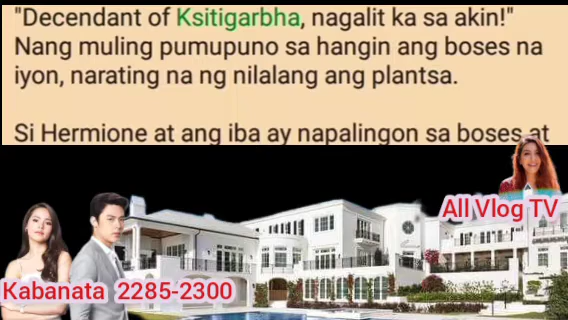 "Decendant of Ksitigarbha, nagalit ka sa akin!"
Nang muling pumupuno sa hangin ang boses na
iyon, narating na ng nilalang ang plantsa.
Si Hermione at ang iba ay napalingon sa boses at
All Vlog TV
Kabanata 2285-2300